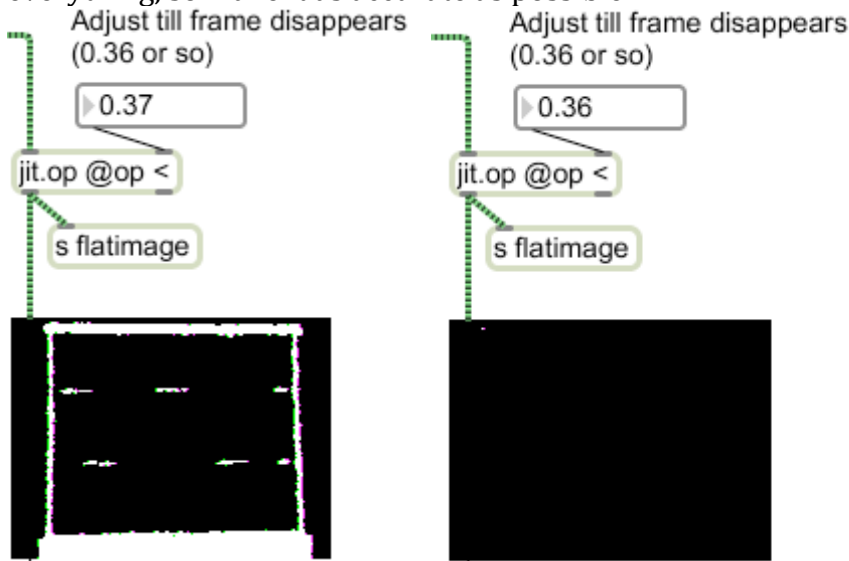 Adjust till frame disappears
(0.36 or so)
0.37
jit.op @op <
s flatimage
Adjust till frame disappears
(0.36 or so)
0.36
jit.op @op <
s flatimage